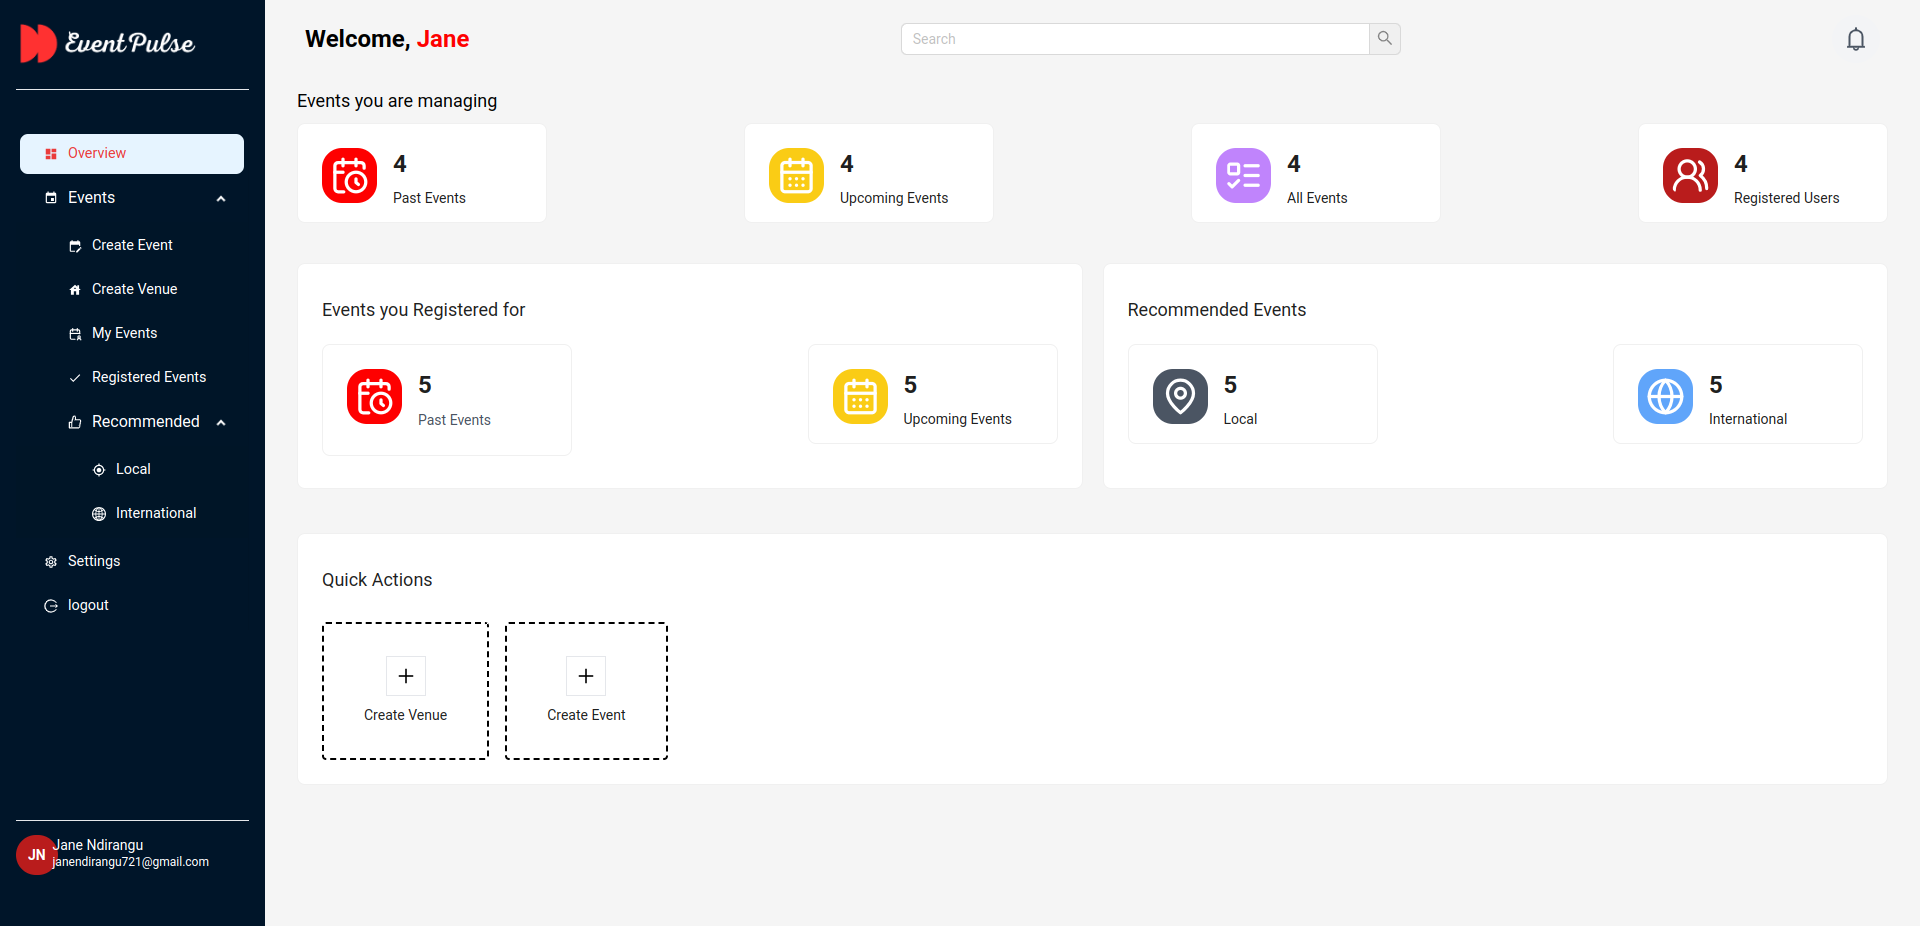 EventPulse
Overview
Events
Create Event
Create Venue
My Events
Registered Events
Recommended
Local
International
Settings
logout
JN
Jane Ndirangu
janendirangu721@gmail.com
Welcome, Jane
Search
Events you are managing
4
Past Events
4
Upcoming Events
4
All Events
4
Registered Users
Events you Registered for
5
Past Events
5
Upcoming Events
Recommended Events
5
Local
5
International
Quick Actions
Create Venue
Create Event